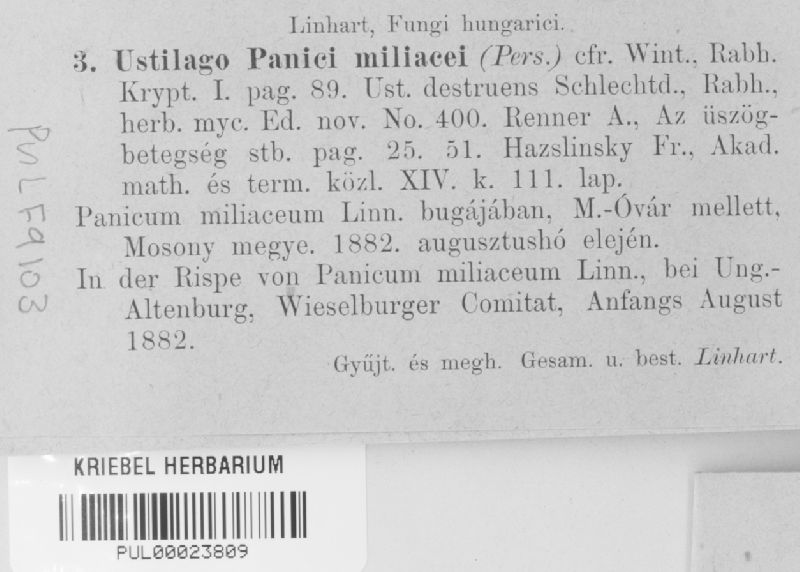 Linhart, Fungi hungarici.
3. Ustilago Panici miliacei (Pers.) cfr. Wint., Rabh.
Krypt. I. pag. 89. Ust. destruens Schlechtd., Rabh.,
herb. myc. Ed. nov. No. 400. Renner A., Az üszög-
betegség stb. pag. 25. 51. Hazslinsky Fr., Akad.
math. és term. közl. XIV. k. 111. lap.
Panicum miliaceum Linn. bugájában, M.-Óvár mellett,
Mosony megye. 1882. augusztushó elején.
In der Rispe von Panicum miliaceum Linn., bei Ung.-
Altenburg, Wieselburger Comitat, Anfangs August
1882.
Gyűjt. és megh. Gesam. u. best. Linhart.
PUL F9103
KRIEBEL HERBARIUM
PUL00023809